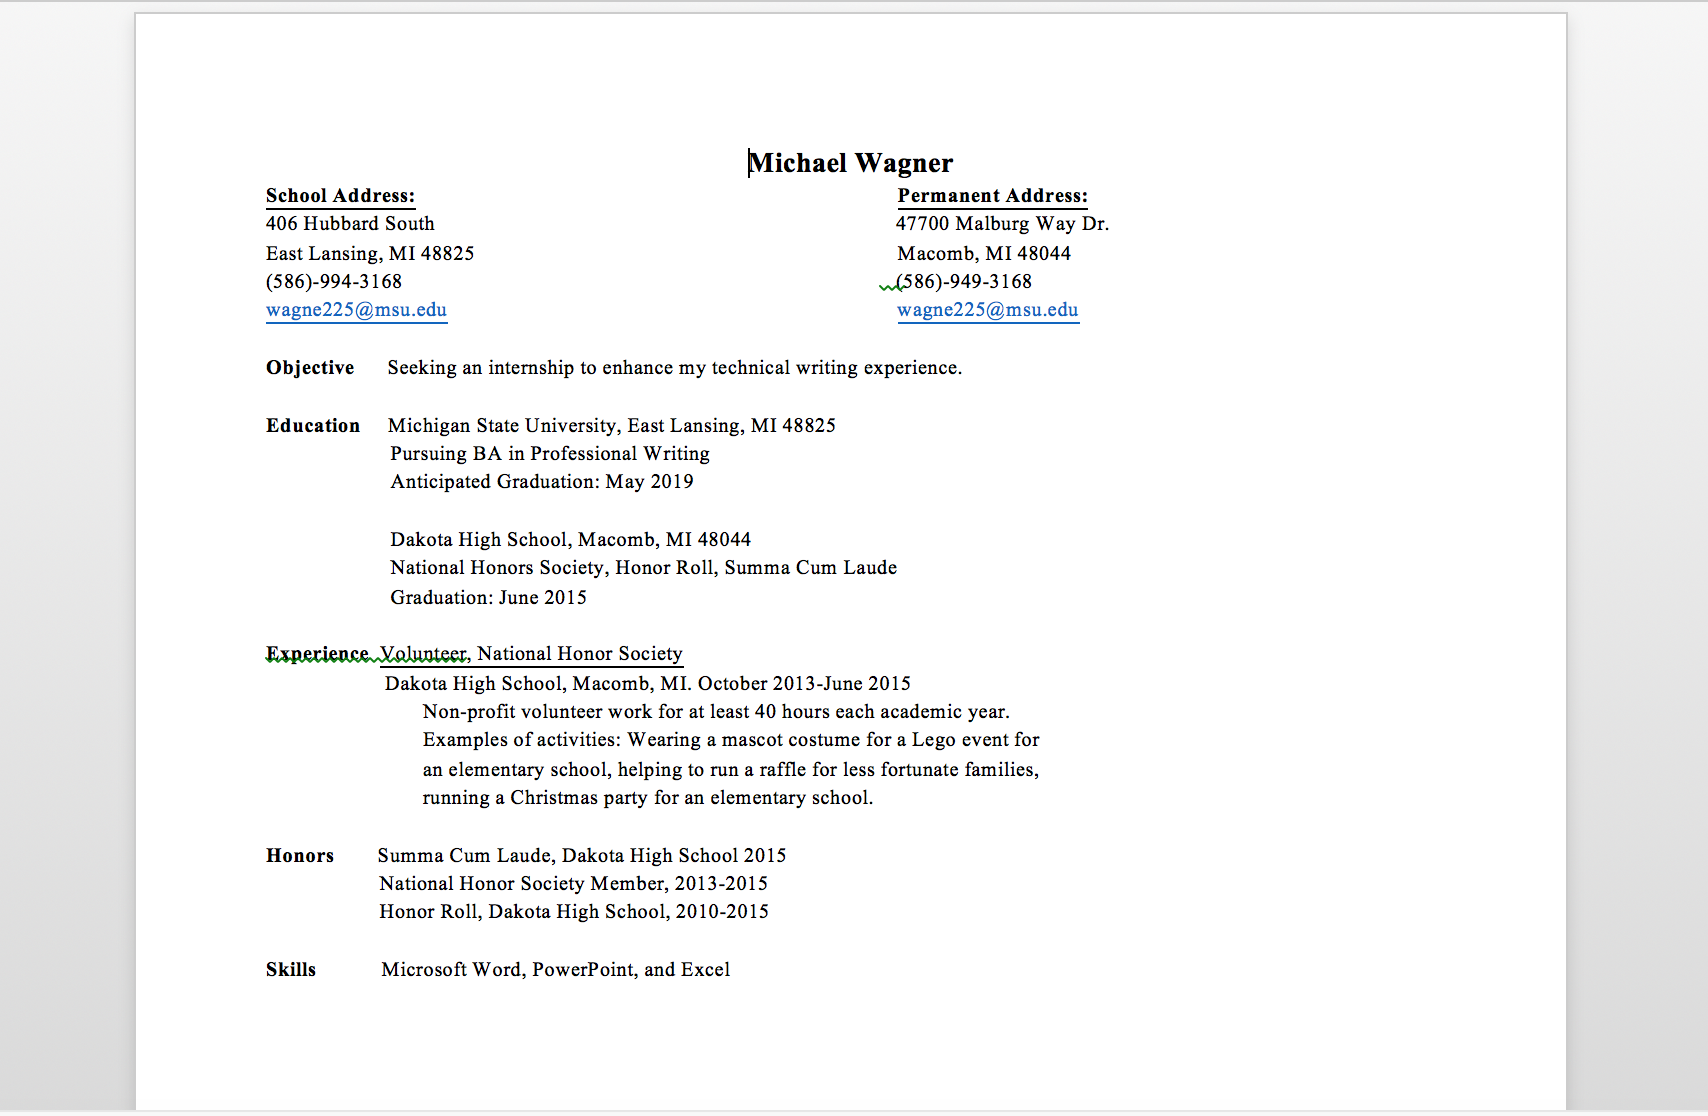 Michael Wagner
School Address: Permanent Address:
406 Hubbard South 47700 Malburg Way Dr.
East Lansing, MI 48825 Macomb, MI 48044
(586)-994-3168 (586)-949-3168
wagne225@msu.edu wagne225@msu.edu
Objective Seeking an internship to enhance my technical writing experience.
Education Michigan State University, East Lansing, MI 48825
Pursuing BA in Professional Writing
Anticipated Graduation: May 2019
Dakota High School, Macomb, MI 48044
National Honors Society, Honor Roll, Summa Cum Laude
Graduation: June 2015
Experience Volunteer, National Honor Society
Dakota High School, Macomb, MI. October 2013-June 2015
Non-profit volunteer work for at least 40 hours each academic year.
Examples of activities: Wearing a mascot costume for a Lego event for
an elementary school, helping to run a raffle for less fortunate families,
running a Christmas party for an elementary school.
Honors Summa Cum Laude, Dakota High School 2015
National Honor Society Member, 2013-2015
Honor Roll, Dakota High School, 2010-2015
Skills Microsoft Word, PowerPoint, and Excel